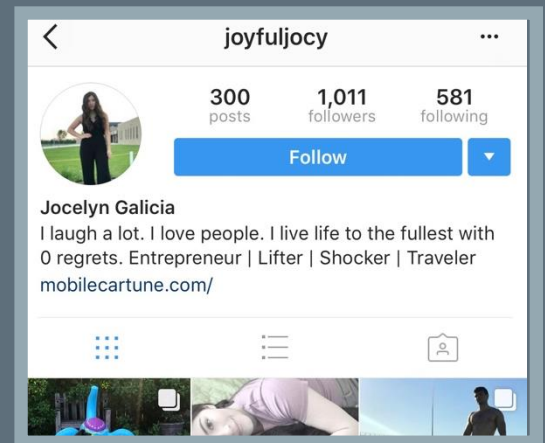 joyfuljocy
300 1,011 581
posts followers following
Follow
Jocelyn Galicia
I laugh a lot. I love people. I live life to the fullest with
0 regrets. Entrepreneur | Lifter | Shocker | Traveler
mobilecartune.com/